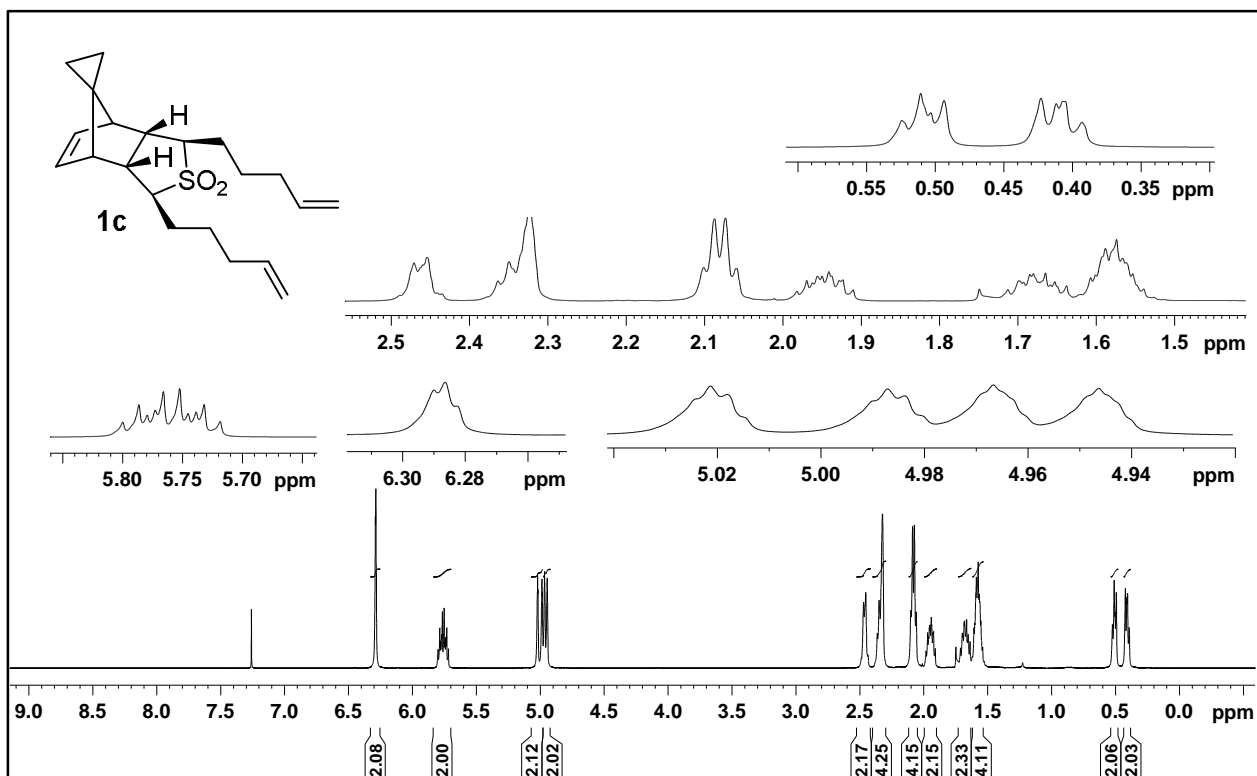 H
H
S
SO2
1c
0.55 0.50 0.45 0.40 0.35 ppm
2.5 2.4 2.3 2.2 2.1 2.0 1.9 1.8 1.7 1.6 1.5 ppm
5.80 5.75 5.70 ppm
6.30 6.28 ppm
5.02 5.00 4.98 4.96 4.94 ppm
9.0 8.5 8.0 7.5 7.0 6.5 6.0 5.5 5.0 4.5 4.0 3.5 3.0 2.5 2.0 1.5 1.0 0.5 0.0 ppm
2.08 2.00 2.12 2.02 2.17 4.25 4.15 2.15 2.33 4.11 2.06 2.03